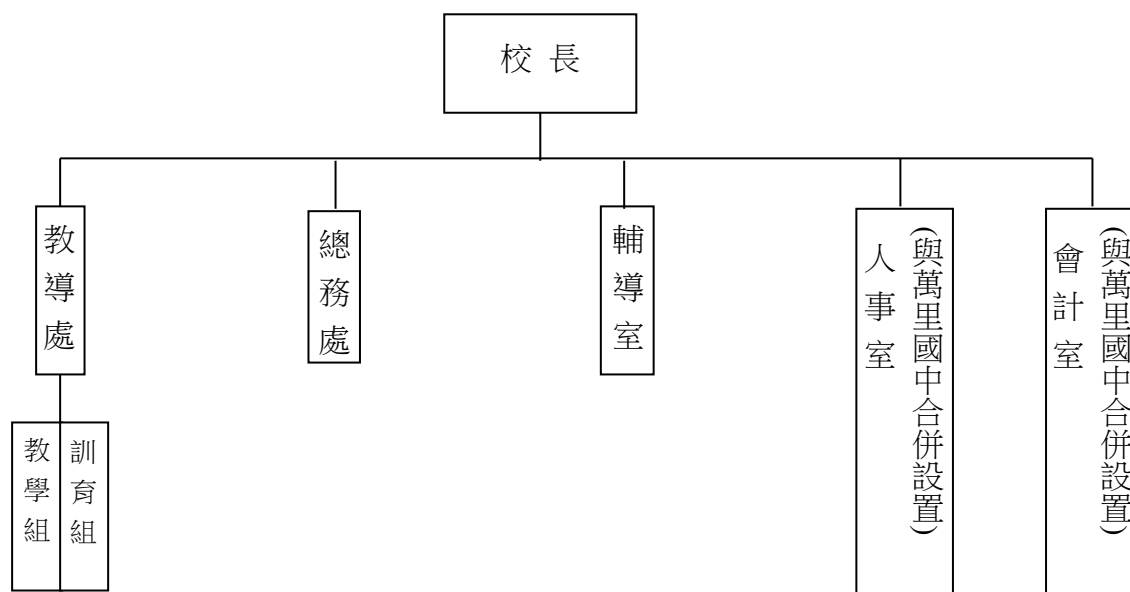 校 長
教導處
總務處
輔導室
人事室
(與萬里國中合併設置)
會計室
(與萬里國中合併設置)
教學組
訓育組